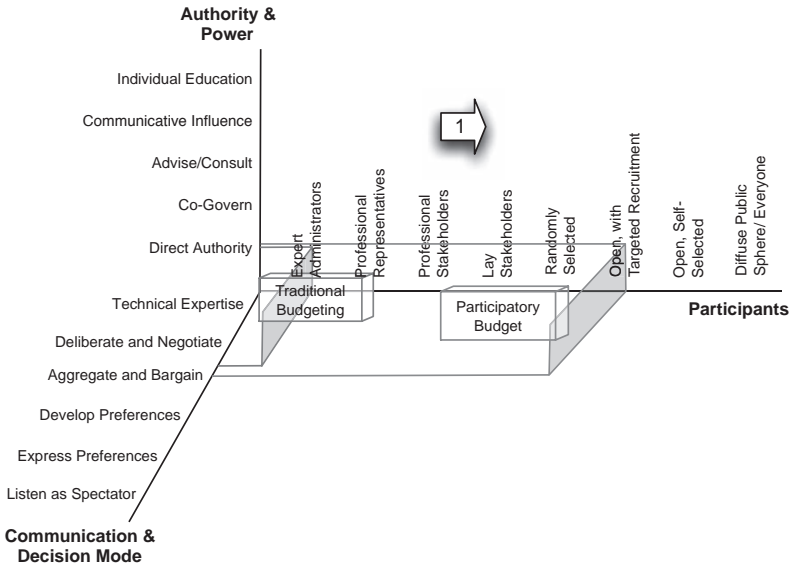 Authority &
Power
Individual Education
Communicative Influence
Advise/Consult
Co-Govern
Direct Authority
Technical Expertise
Deliberate and Negotiate
Aggregate and Bargain
Develop Preferences
Express Preferences
Listen as Spectator
Communication &
Decision Mode
1
Expert
Administrators
Professional
Representatives
Professional
Stakeholders
Lay
Stakeholders
Randomly
Selected
Open, with
Targeted Recruitment
Open, Self-
Selected
Diffuse Public
Sphere/ Everyone
Participants
Traditional
Budgeting
Participatory
Budget